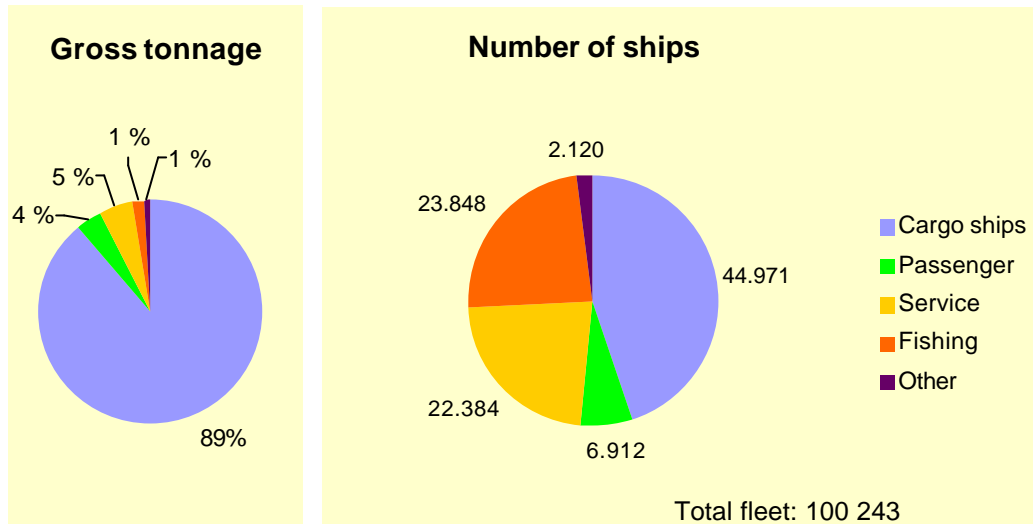 Gross tonnage
1 %
1 %
5 %
4 %
89%
Number of ships
2.120
23.848
44.971
22.384
6.912
Cargo ships
Passenger
Service
Fishing
Other
Total fleet: 100 243